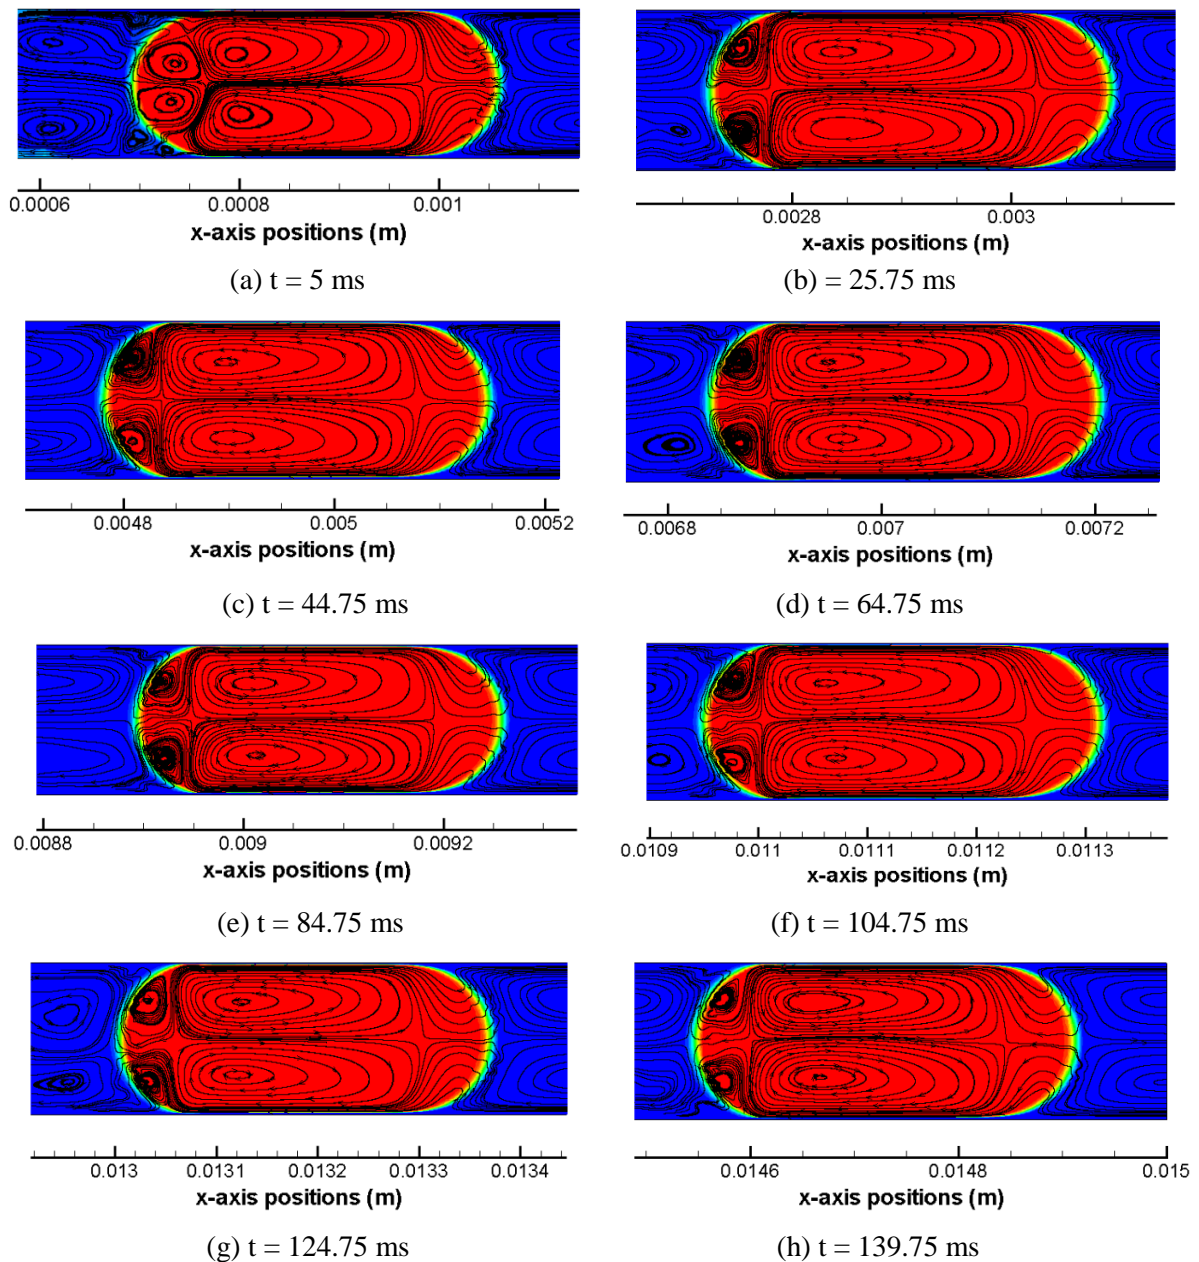 0.0006 0.0008 0.001
x-axis positions (m)
(a) t = 5 ms
0.0028 0.003
x-axis positions (m)
(b) = 25.75 ms
0.0048 0.005 0.0052
x-axis positions (m)
(c) t = 44.75 ms
0.0068 0.007 0.0072
x-axis positions (m)
(d) t = 64.75 ms
0.0088 0.009 0.0092
x-axis positions (m)
(e) t = 84.75 ms
0.0109 0.011 0.0111 0.0112 0.0113
x-axis positions (m)
(f) t = 104.75 ms
0.013 0.0131 0.0132 0.0133 0.0134
x-axis positions (m)
(g) t = 124.75 ms
0.0146 0.0148 0.015
x-axis positions (m)
(h) t = 139.75 ms